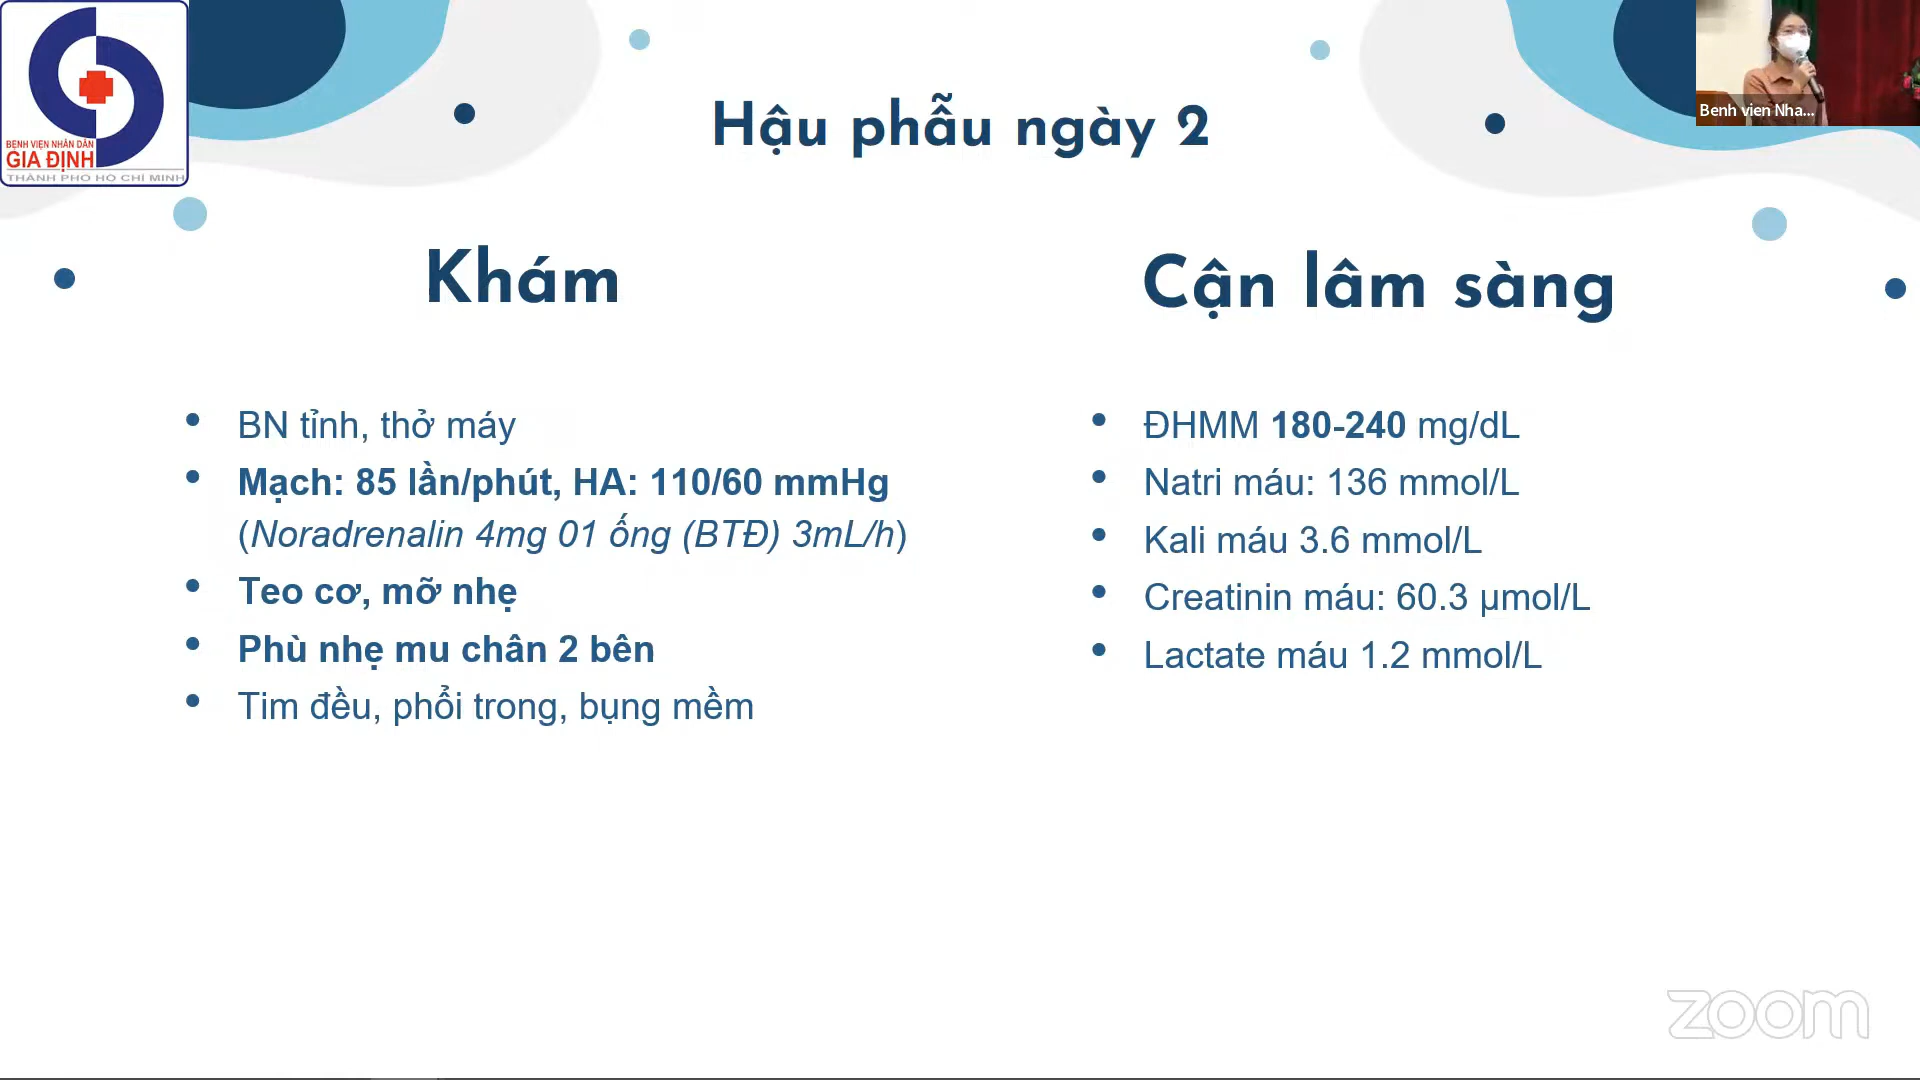 BỆNH VIỆN NHÂN DÂN
GIA ĐỊNH
THÀNH PHỐ HỒ CHÍ MINH
Benh vien Nha...
Hậu phẫu ngày 2
Khám
• BN tỉnh, thở máy
• Mạch: 85 lần/phút, HA: 110/60 mmHg
(Noradrenalin 4mg 01 ống (BTĐ) 3mL/h)
• Teo cơ, mỡ nhẹ
• Phù nhẹ mu chân 2 bên
• Tim đều, phổi trong, bụng mềm
Cận lâm sàng
• ĐHMM 180-240 mg/dL
• Natri máu: 136 mmol/L
• Kali máu 3.6 mmol/L
• Creatinin máu: 60.3 µmol/L
• Lactate máu 1.2 mmol/L
zoom